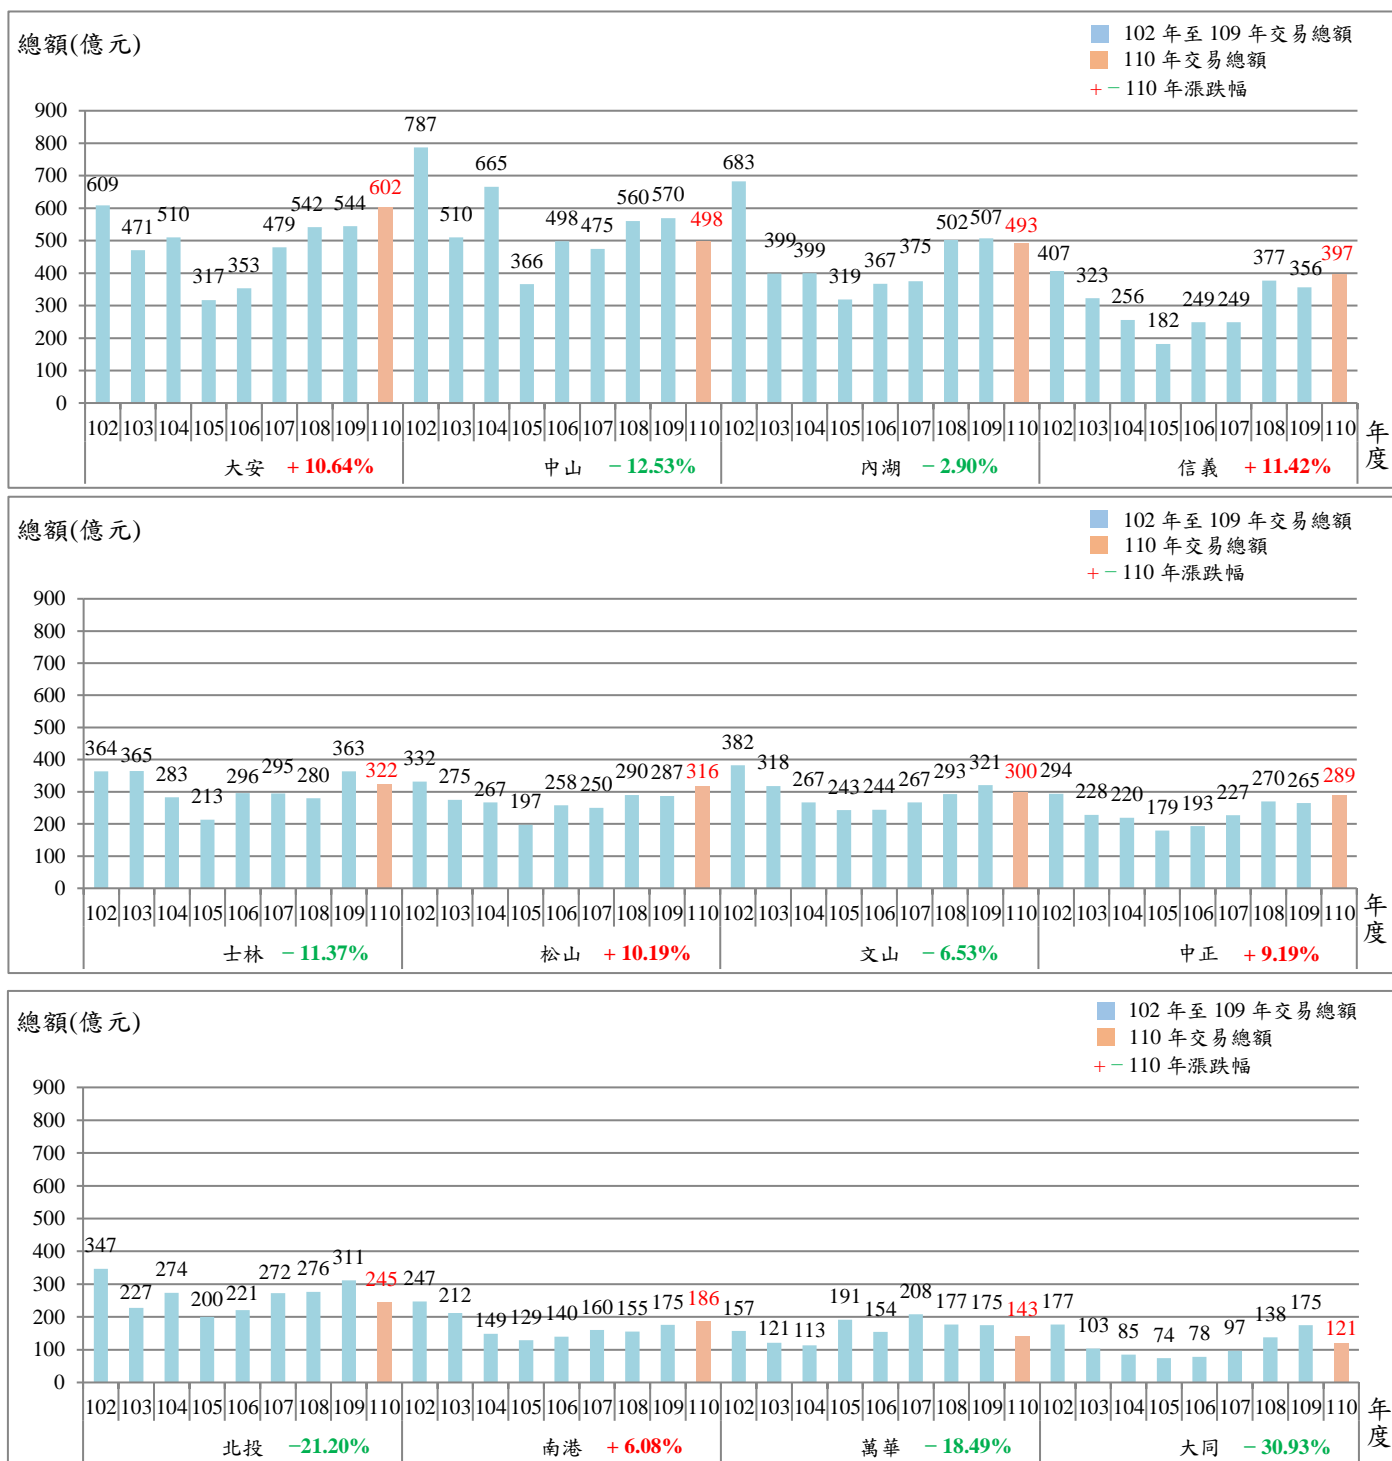 總額(億元)
102 年至 109 年交易總額
110 年交易總額
+ − 110 年漲跌幅
900
800
700
600
500
400
300
200
100
0
609 471 510 317 353 479 542 544 602 787 510 665 366 498 475 560 570 498 683 399 399 319 367 375 502 507 493 407 323 256 182 249 249 377 356 397
102 103 104 105 106 107 108 109 110 102 103 104 105 106 107 108 109 110 102 103 104 105 106 107 108 109 110 102 103 104 105 106 107 108 109 110
年度
大安 + 10.64% 中山 − 12.53% 內湖 − 2.90% 信義 + 11.42%
總額(億元)
102 年至 109 年交易總額
110 年交易總額
+ − 110 年漲跌幅
900
800
700
600
500
400
300
200
100
0
364 365 283 213 296 295 280 363 322 332 275 267 197 258 250 290 287 316 382 318 267 243 244 267 293 321 300 294 228 220 179 193 227 270 265 289
102 103 104 105 106 107 108 109 110 102 103 104 105 106 107 108 109 110 102 103 104 105 106 107 108 109 110 102 103 104 105 106 107 108 109 110
年度
士林 − 11.37% 松山 + 10.19% 文山 − 6.53% 中正 + 9.19%
總額(億元)
102 年至 109 年交易總額
110 年交易總額
+ − 110 年漲跌幅
900
800
700
600
500
400
300
200
100
0
347 227 274 200 221 272 276 311 245 247 212 149 129 140 160 155 175 186 157 121 113 191 154 208 177 175 143 177 103 85 74 78 97 138 175 121
102 103 104 105 106 107 108 109 110 102 103 104 105 106 107 108 109 110 102 103 104 105 106 107 108 109 110 102 103 104 105 106 107 108 109 110
年度
北投 −21.20% 南港 + 6.08% 萬華 − 18.49% 大同 − 30.93%